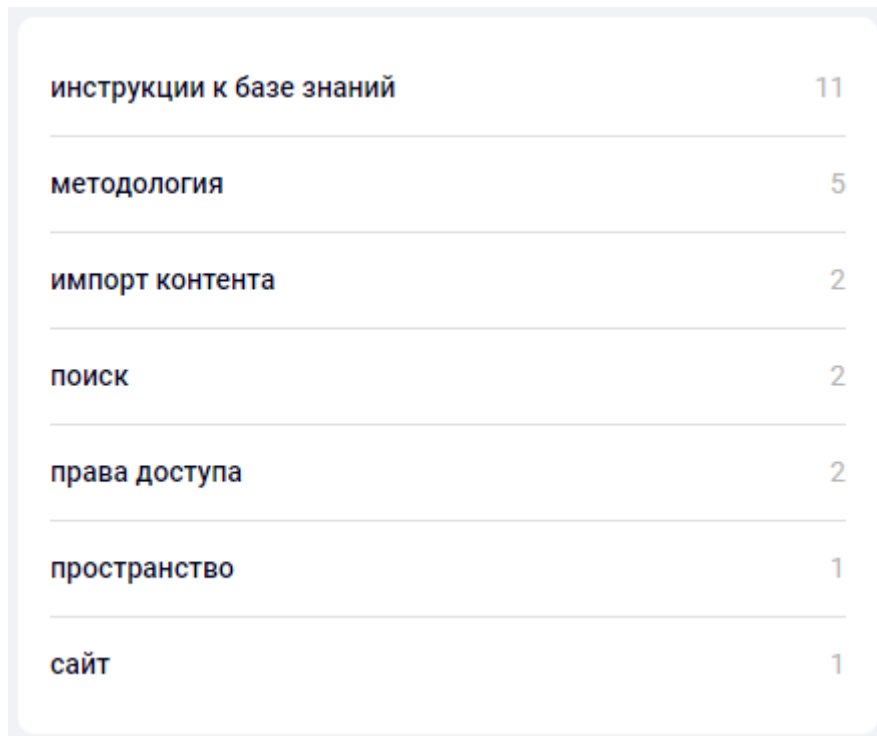 инструкции к базе знаний 11
методология 5
импорт контента 2
поиск 2
права доступа 2
пространство 1
сайт 1